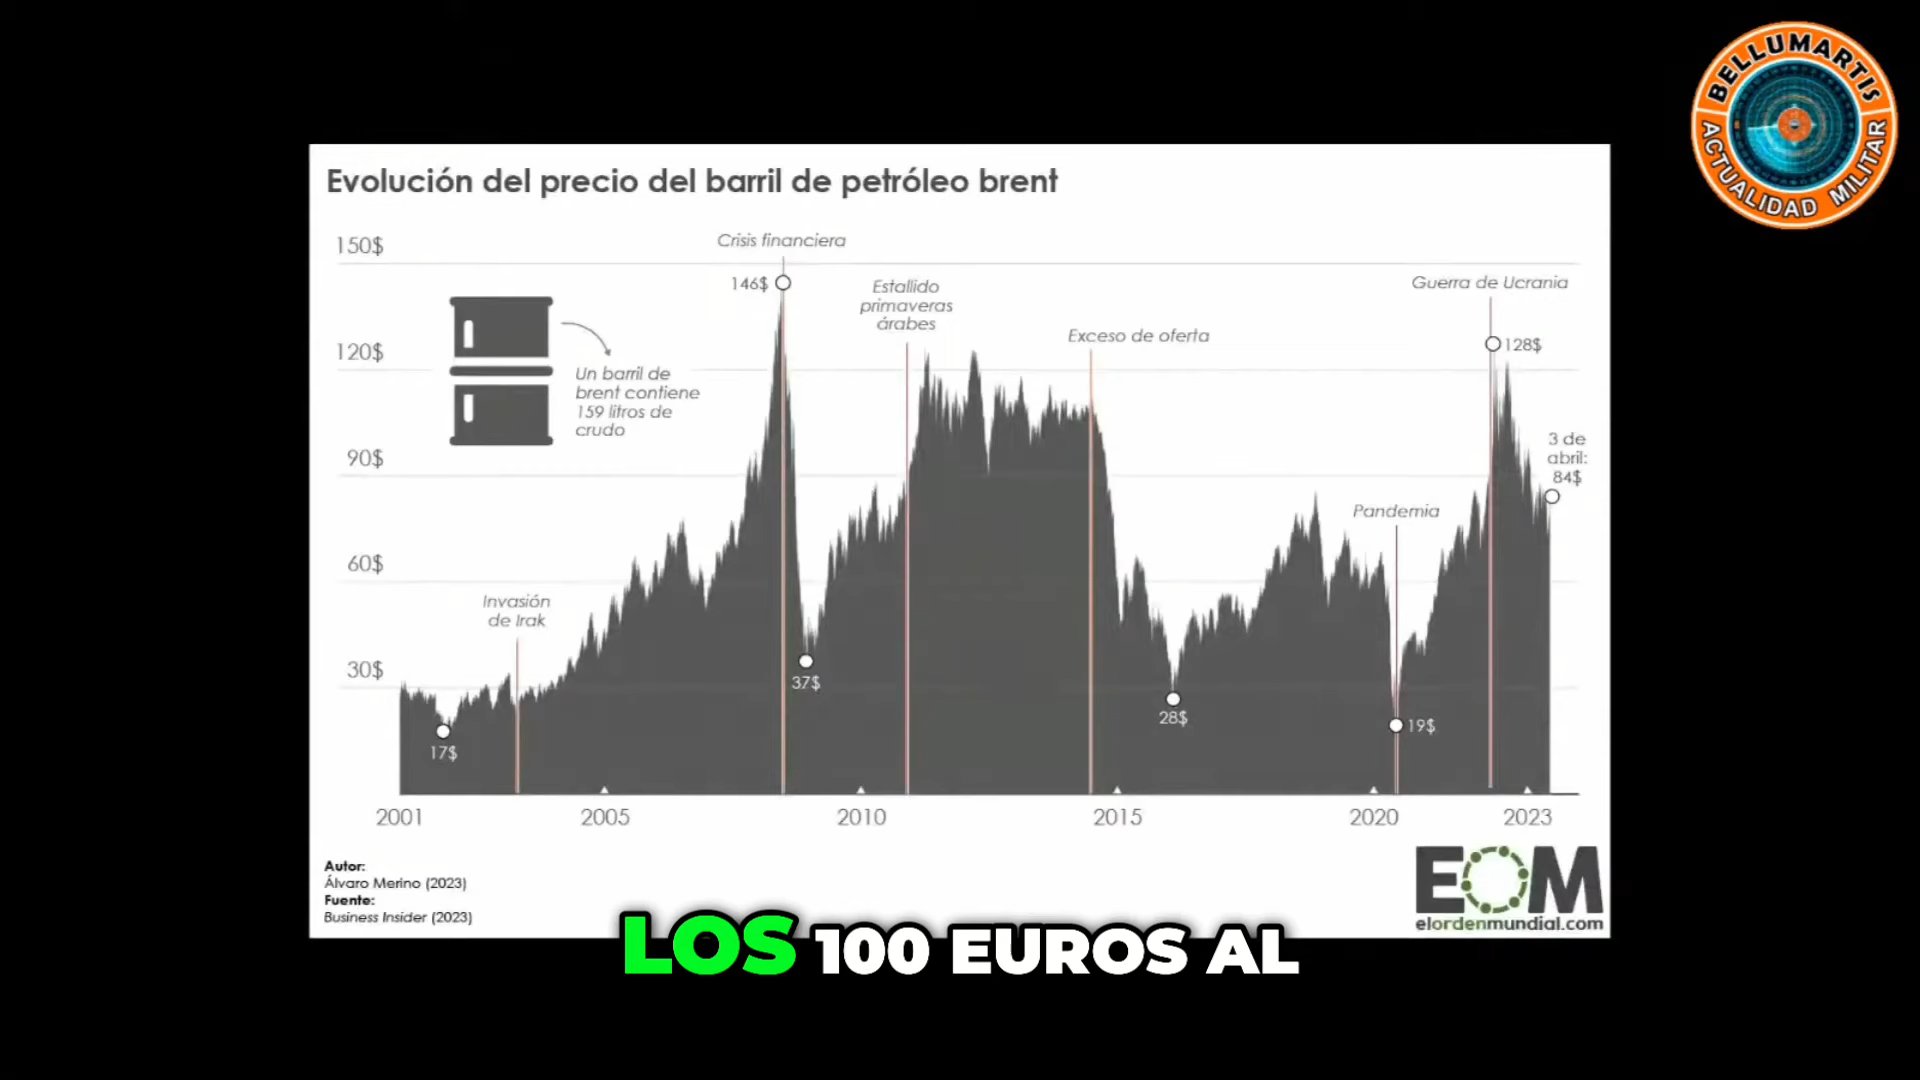 BELLUMARTIS
ACTUALIDAD MILITAR
Evolución del precio del barril de petróleo brent
150$
120$
90$
60$
30$
Un barril de
brent contiene
159 litros de
crudo
Invasión
de Irak
Crisis financiera
146$
Estallido
primaveras
árabes
Exceso de oferta
Pandemia
Guerra de Ucrania
128$
3 de
abril:
84$
17$
37$
28$
19$
2001
2005
2010
2015
2020
2023
Autor:
Álvaro Merino (2023)
Fuente:
Business Insider (2023)
EOM
elordenmundial.com
LOS 100 EUROS AL